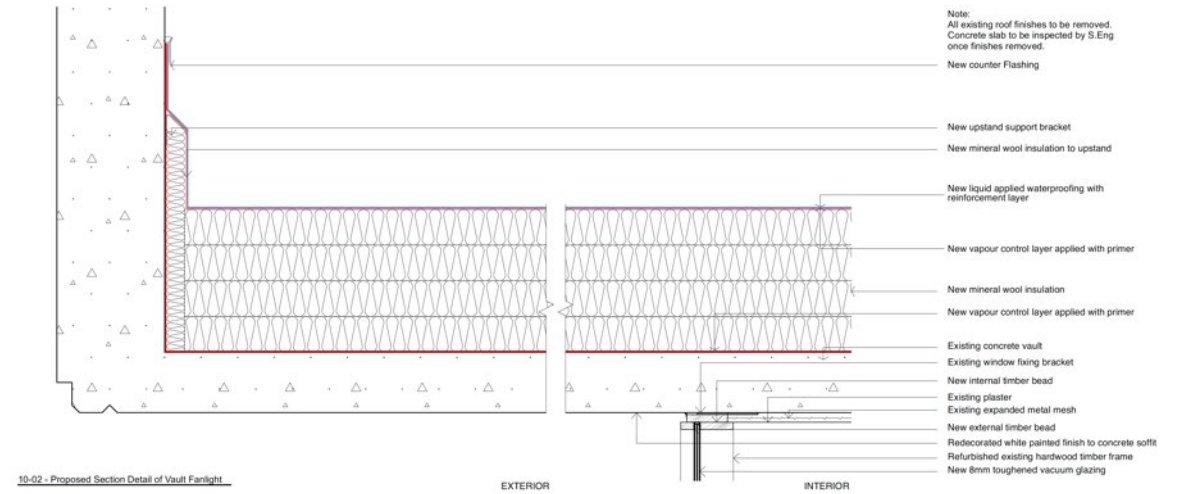 Note:
All existing roof finishes to be removed.
Concrete slab to be inspected by S.Eng
once finishes removed.
New counter Flashing
New upstand support bracket
New mineral wool insulation to upstand
New liquid applied waterproofing with
reinforcement layer
New vapour control layer applied with primer
New mineral wool insulation
New vapour control layer applied with primer
Existing concrete vault
Existing window fixing bracket
New internal timber bead
Existing plaster
Existing expanded metal mesh
New external timber bead
Redecorated white painted finish to concrete soffit
Refurbished existing hardwood timber frame
New 8mm toughened vacuum glazing
10-02 - Proposed Section Detail of Vault Fanlight
EXTERIOR
INTERIOR